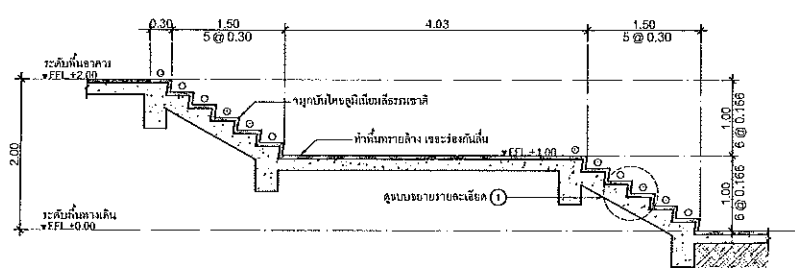 0.30
1.50
5 @ 0.30
4.03
1.50
5 @ 0.30
ระดับพื้นอาคาร
EFL +2.00
จมูกบันไดอลูมิเนียมสีธรรมชาติ
ทำพื้นทรายล้าง เซาะร่องกันลื่น
EFL +1.00
2.00
1.00
6 @ 0.166
1.00
6 @ 0.166
ดูแบบขยายรายละเอียด 1
ระดับพื้นทางเดิน
EFL ±0.00